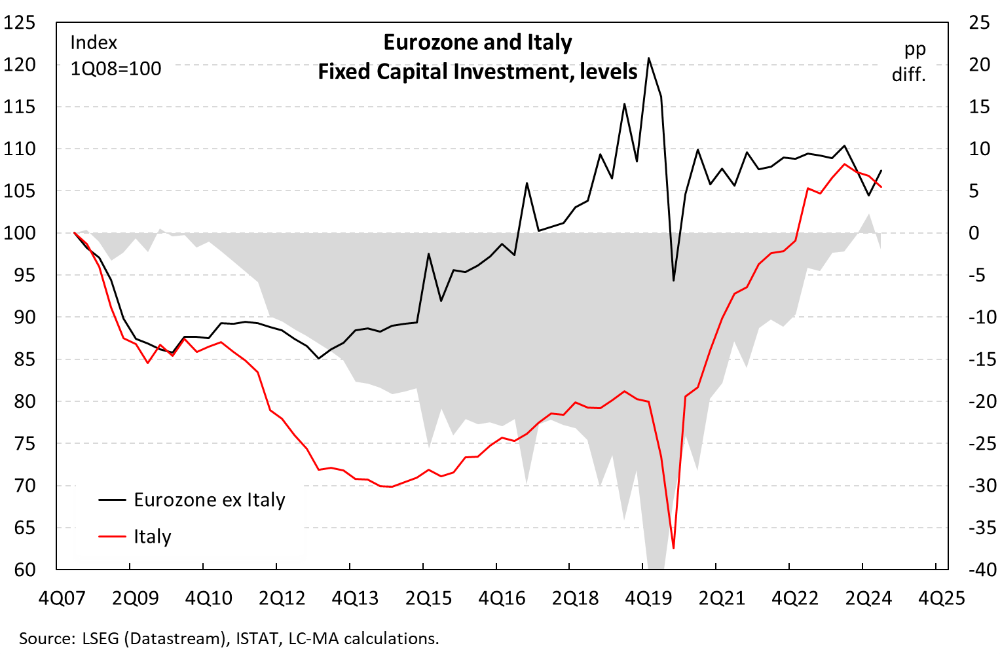 Eurozone and Italy
Fixed Capital Investment, levels
Index
1Q08=100
pp
diff.
125
120
115
110
105
100
95
90
85
80
75
70
65
60
25
20
15
10
5
0
-5
-10
-15
-20
-25
-30
-35
-40
Eurozone ex Italy
Italy
4Q07 2Q09 4Q10 2Q12 4Q13 2Q15 4Q16 2Q18 4Q19 2Q21 4Q22 2Q24 4Q25
Source: LSEG (Datastream), ISTAT, LC-MA calculations.